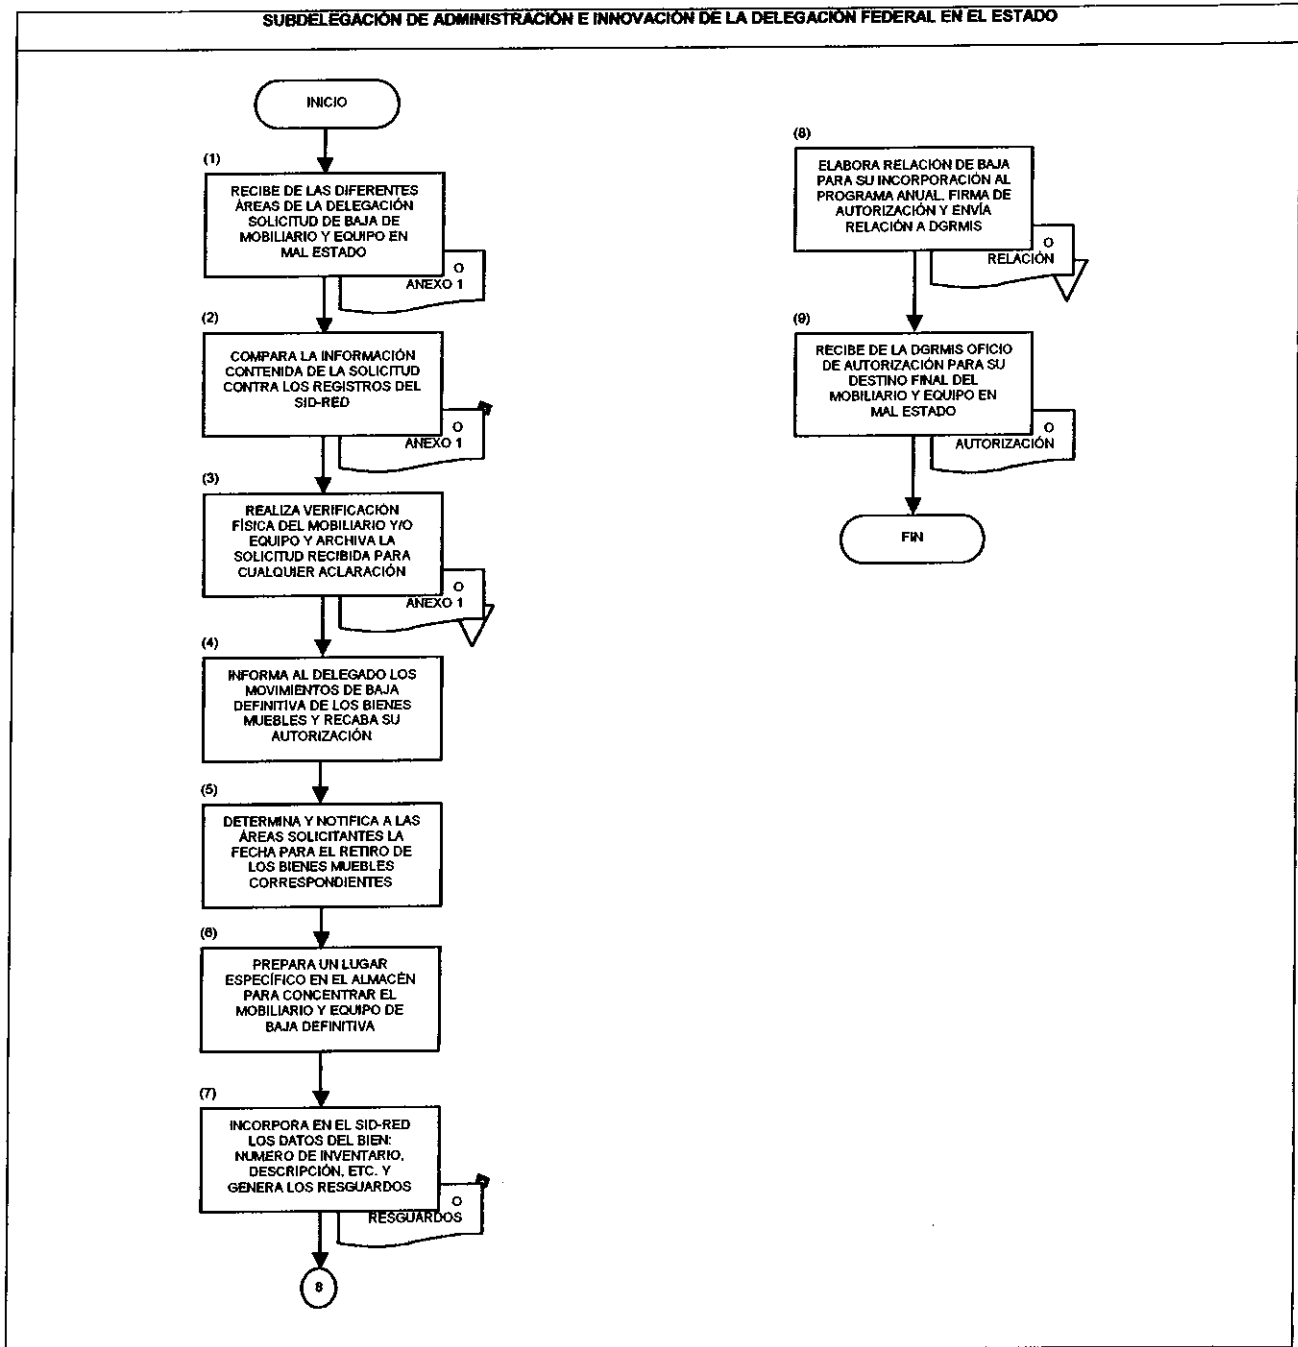 SUBDELEGACIÓN DE ADMINISTRACIÓN E INNOVACIÓN DE LA DELEGACIÓN FEDERAL EN EL ESTADO
INICIO
(1)
RECIBE DE LAS DIFERENTES
ÁREAS DE LA DELEGACIÓN
SOLICITUD DE BAJA DE
MOBILIARIO Y EQUIPO EN
MAL ESTADO
O
ANEXO 1
(2)
COMPARA LA INFORMACIÓN
CONTENIDA DE LA SOLICITUD
CONTRA LOS REGISTROS DEL
SID-RED
O
ANEXO 1
(3)
REALIZA VERIFICACIÓN
FÍSICA DEL MOBILIARIO Y/O
EQUIPO Y ARCHIVA LA
SOLICITUD RECIBIDA PARA
CUALQUIER ACLARACIÓN
O
ANEXO 1
(4)
INFORMA AL DELEGADO LOS
MOVIMIENTOS DE BAJA
DEFINITIVA DE LOS BIENES
MUEBLES Y RECABA SU
AUTORIZACIÓN
(5)
DETERMINA Y NOTIFICA A LAS
ÁREAS SOLICITANTES LA
FECHA PARA EL RETIRO DE
LOS BIENES MUEBLES
CORRESPONDIENTES
(6)
PREPARA UN LUGAR
ESPECÍFICO EN EL ALMACÉN
PARA CONCENTRAR EL
MOBILIARIO Y EQUIPO DE
BAJA DEFINITIVA
(7)
INCORPORA EN EL SID-RED
LOS DATOS DEL BIEN:
NUMERO DE INVENTARIO,
DESCRIPCIÓN, ETC. Y
GENERA LOS RESGUARDOS
O
RESGUARDOS
8
(8)
ELABORA RELACION DE BAJA
PARA SU INCORPORACIÓN AL
PROGRAMA ANUAL. FIRMA DE
AUTORIZACIÓN Y ENVÍA
RELACIÓN A DGRMIS
O
RELACIÓN
(9)
RECIBE DE LA DGRMIS OFICIO
DE AUTORIZACIÓN PARA SU
DESTINO FINAL DEL
MOBILIARIO Y EQUIPO EN
MAL ESTADO
O
AUTORIZACIÓN
FIN